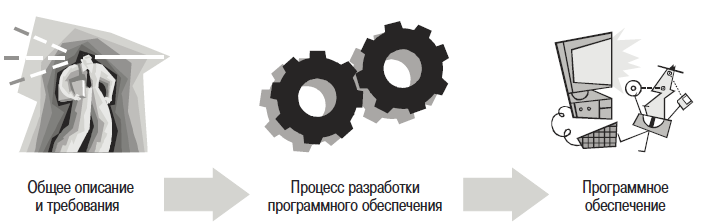 Общее описание
и требования
Процесс разработки
программного обеспечения
Программное
обеспечение